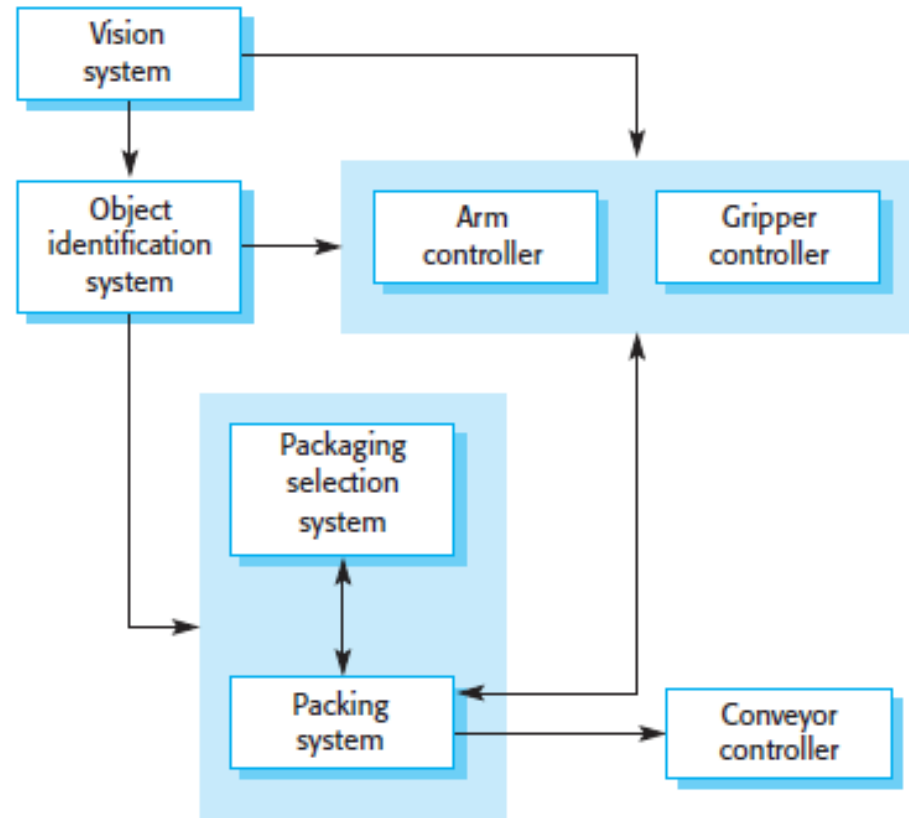 Vision
system
Object
identification
system
Arm
controller
Gripper
controller
Packaging
selection
system
Packing
system
Conveyor
controller